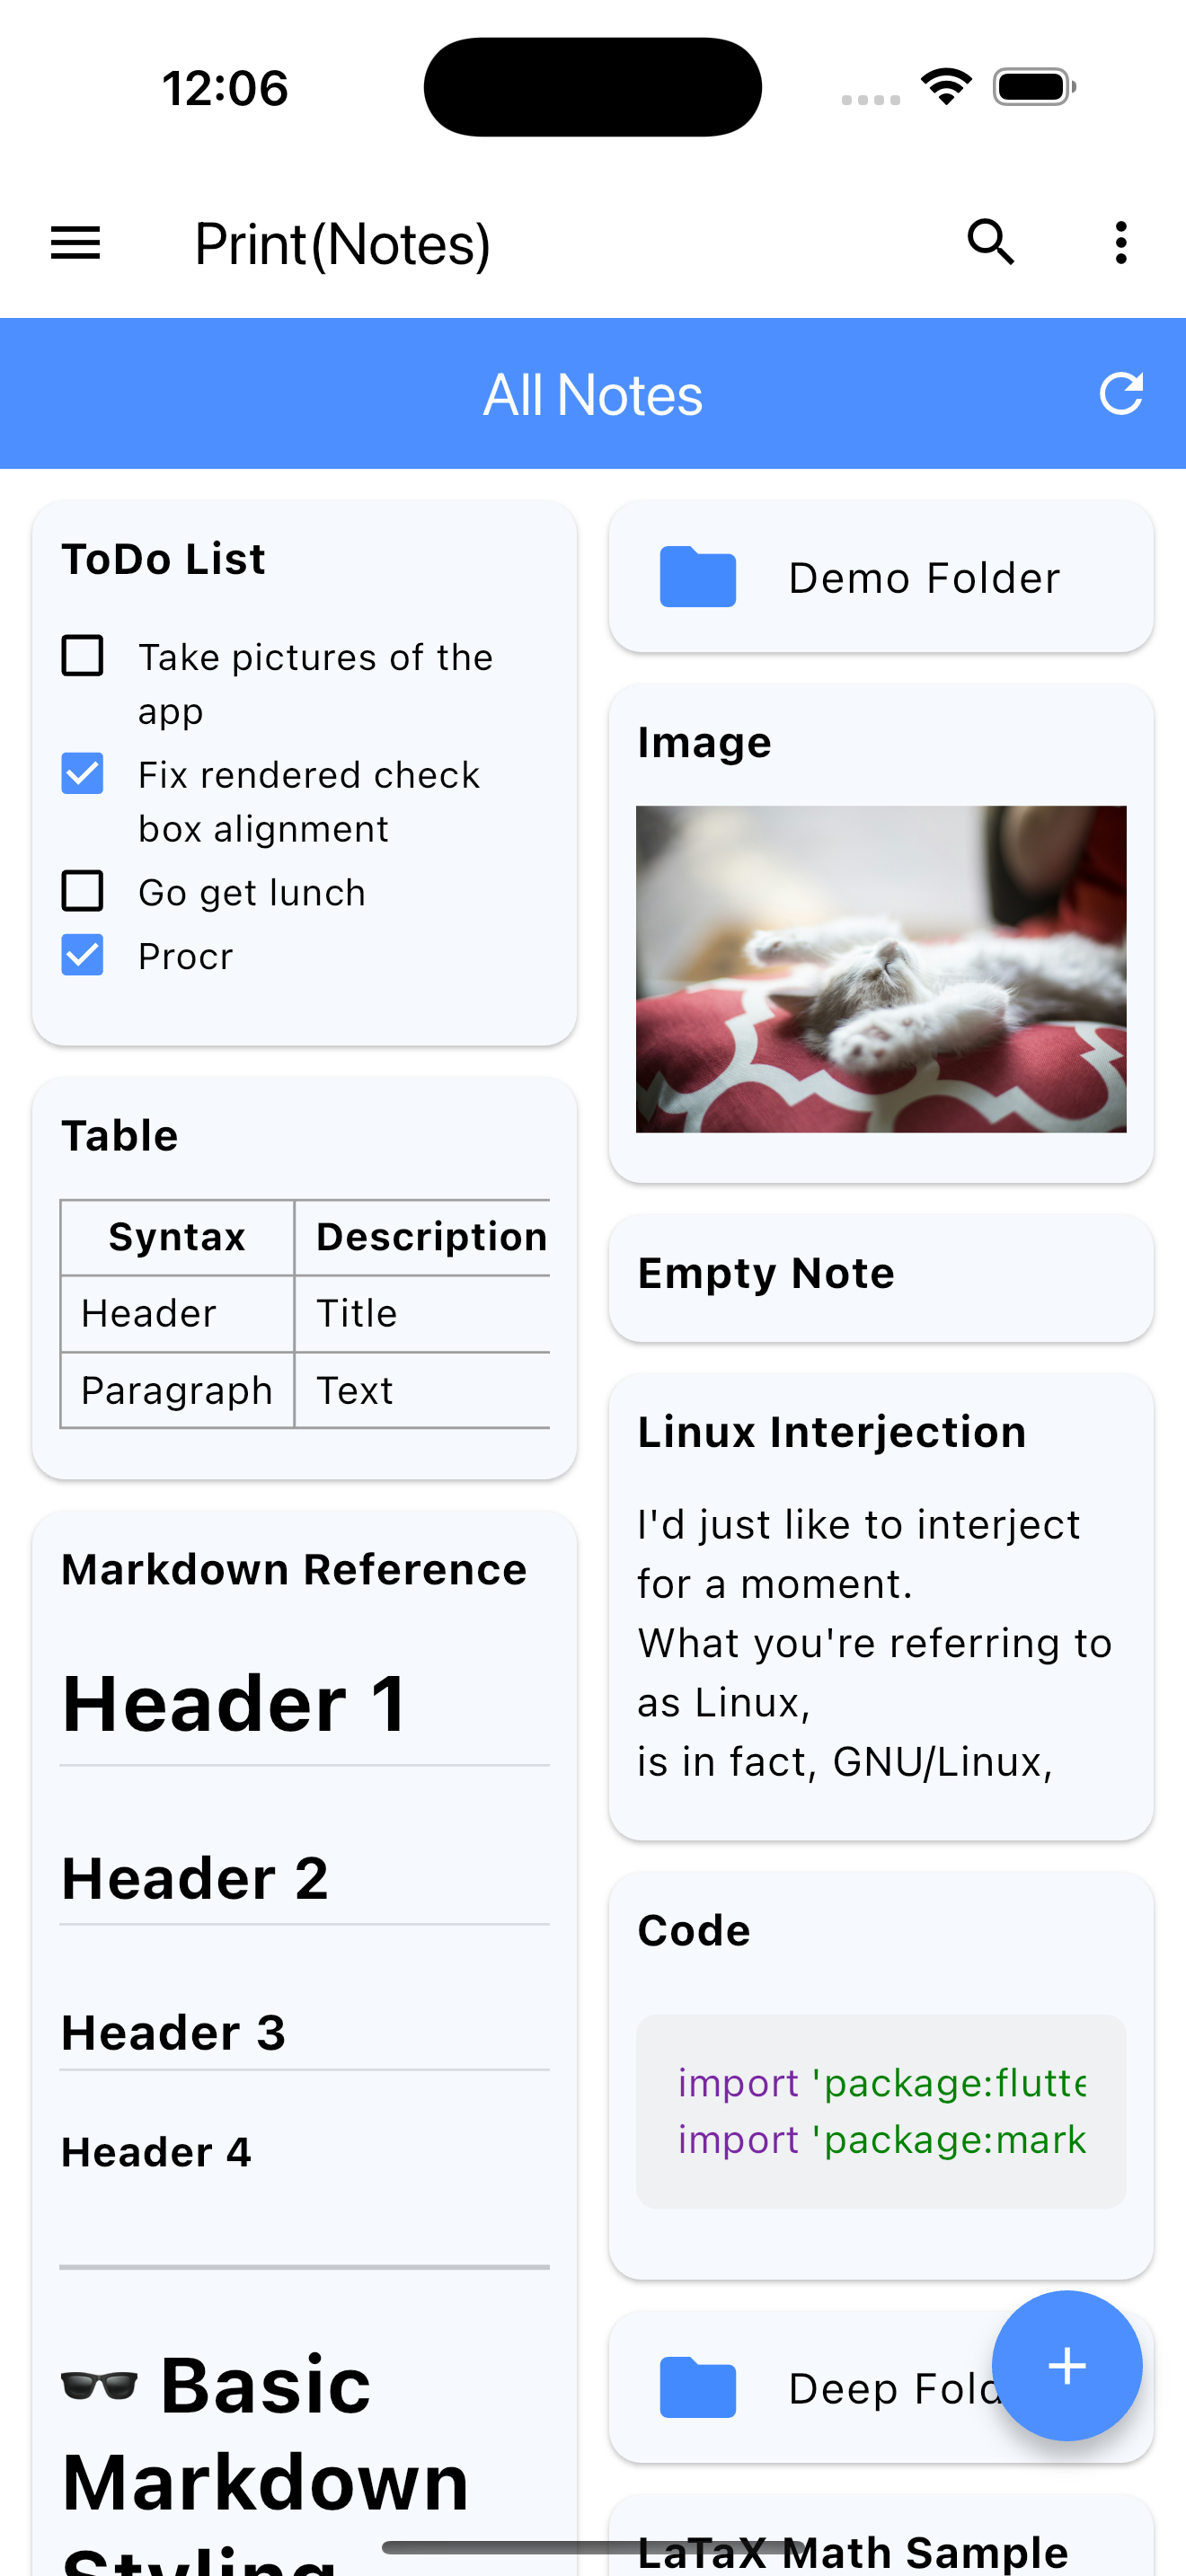 12:06
Print(Notes)
All Notes
ToDo List
Take pictures of the
app
Fix rendered check
box alignment
Go get lunch
Procr
Table
Syntax Description
Header Title
Paragraph Text
Markdown Reference
Header 1
Header 2
Header 3
Header 4
🕶️ Basic
Markdown
Styling
Demo Folder
Image
Empty Note
Linux Interjection
I'd just like to interject
for a moment.
What you're referring to
as Linux,
is in fact, GNU/Linux,
Code
import 'package:flutte
import 'package:mark
Deep Fold
LaTaX Math Sample